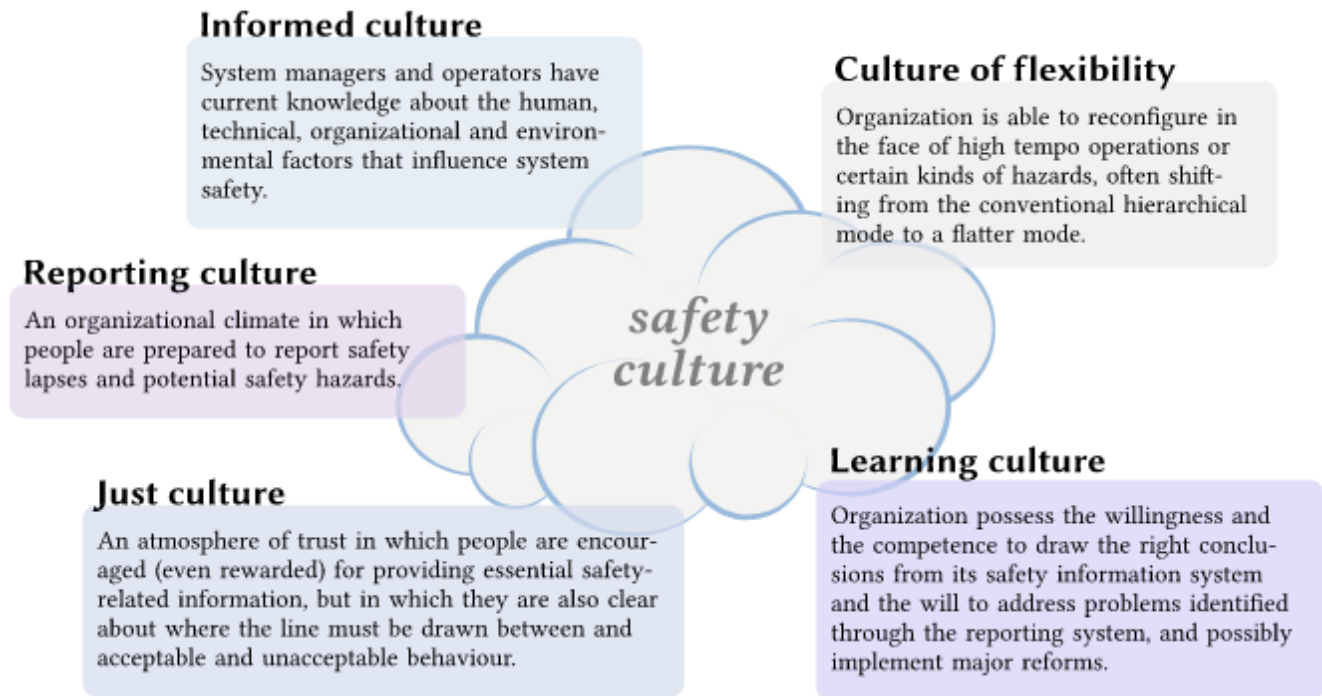 Informed culture
System managers and operators have
current knowledge about the human,
technical, organizational and environ-
mental factors that influence system
safety.
Culture of flexibility
Organization is able to reconfigure in
the face of high tempo operations or
certain kinds of hazards, often shift-
ing from the conventional hierarchical
mode to a flatter mode.
Reporting culture
An organizational climate in which
people are prepared to report safety
lapses and potential safety hazards.
safety
culture
Just culture
An atmosphere of trust in which people are encour-
aged (even rewarded) for providing essential safety-
related information, but in which they are also clear
about where the line must be drawn between and
acceptable and unacceptable behaviour.
Learning culture
Organization possess the willingness and
the competence to draw the right conclu-
sions from its safety information system
and the will to address problems identified
through the reporting system, and possibly
implement major reforms.